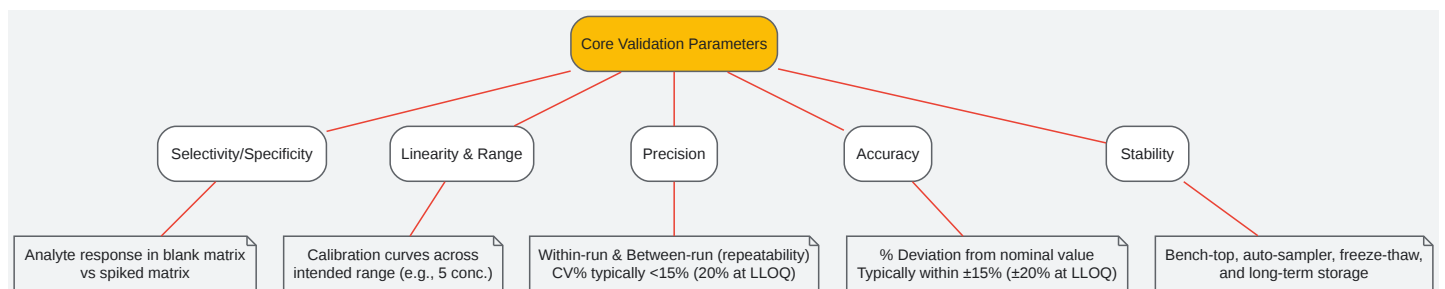 Core Validation Parameters
Selectivity/Specificity
Linearity & Range
Precision
Accuracy
Stability
Analyte response in blank matrix
vs spiked matrix
Calibration curves across
intended range (e.g., 5 conc.)
Within-run & Between-run (repeatability)
CV% typically <15% (20% at LLOQ)
% Deviation from nominal value
Typically within ±15% (±20% at LLOQ)
Bench-top, auto-sampler, freeze-thaw,
and long-term storage